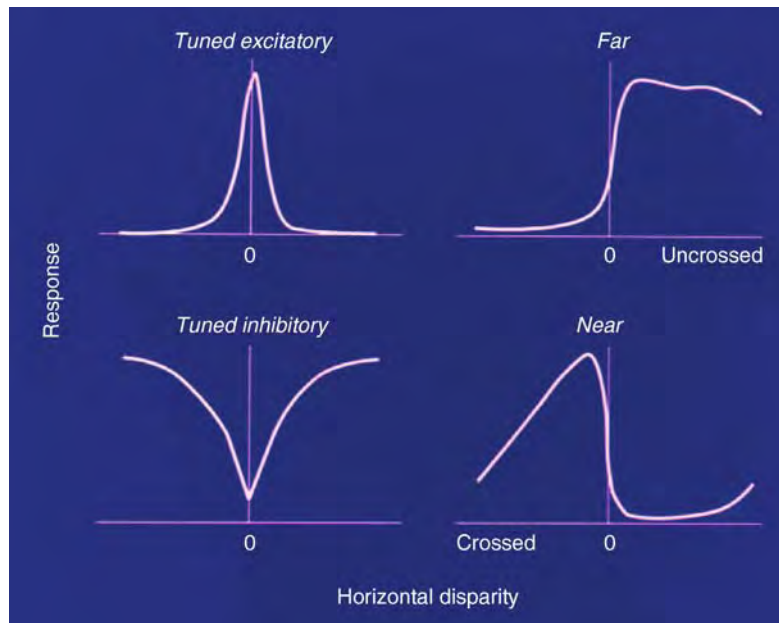 Tuned excitatory
Far
0
0
Uncrossed
Response
Tuned inhibitory
Near
0
Crossed
0
Horizontal disparity